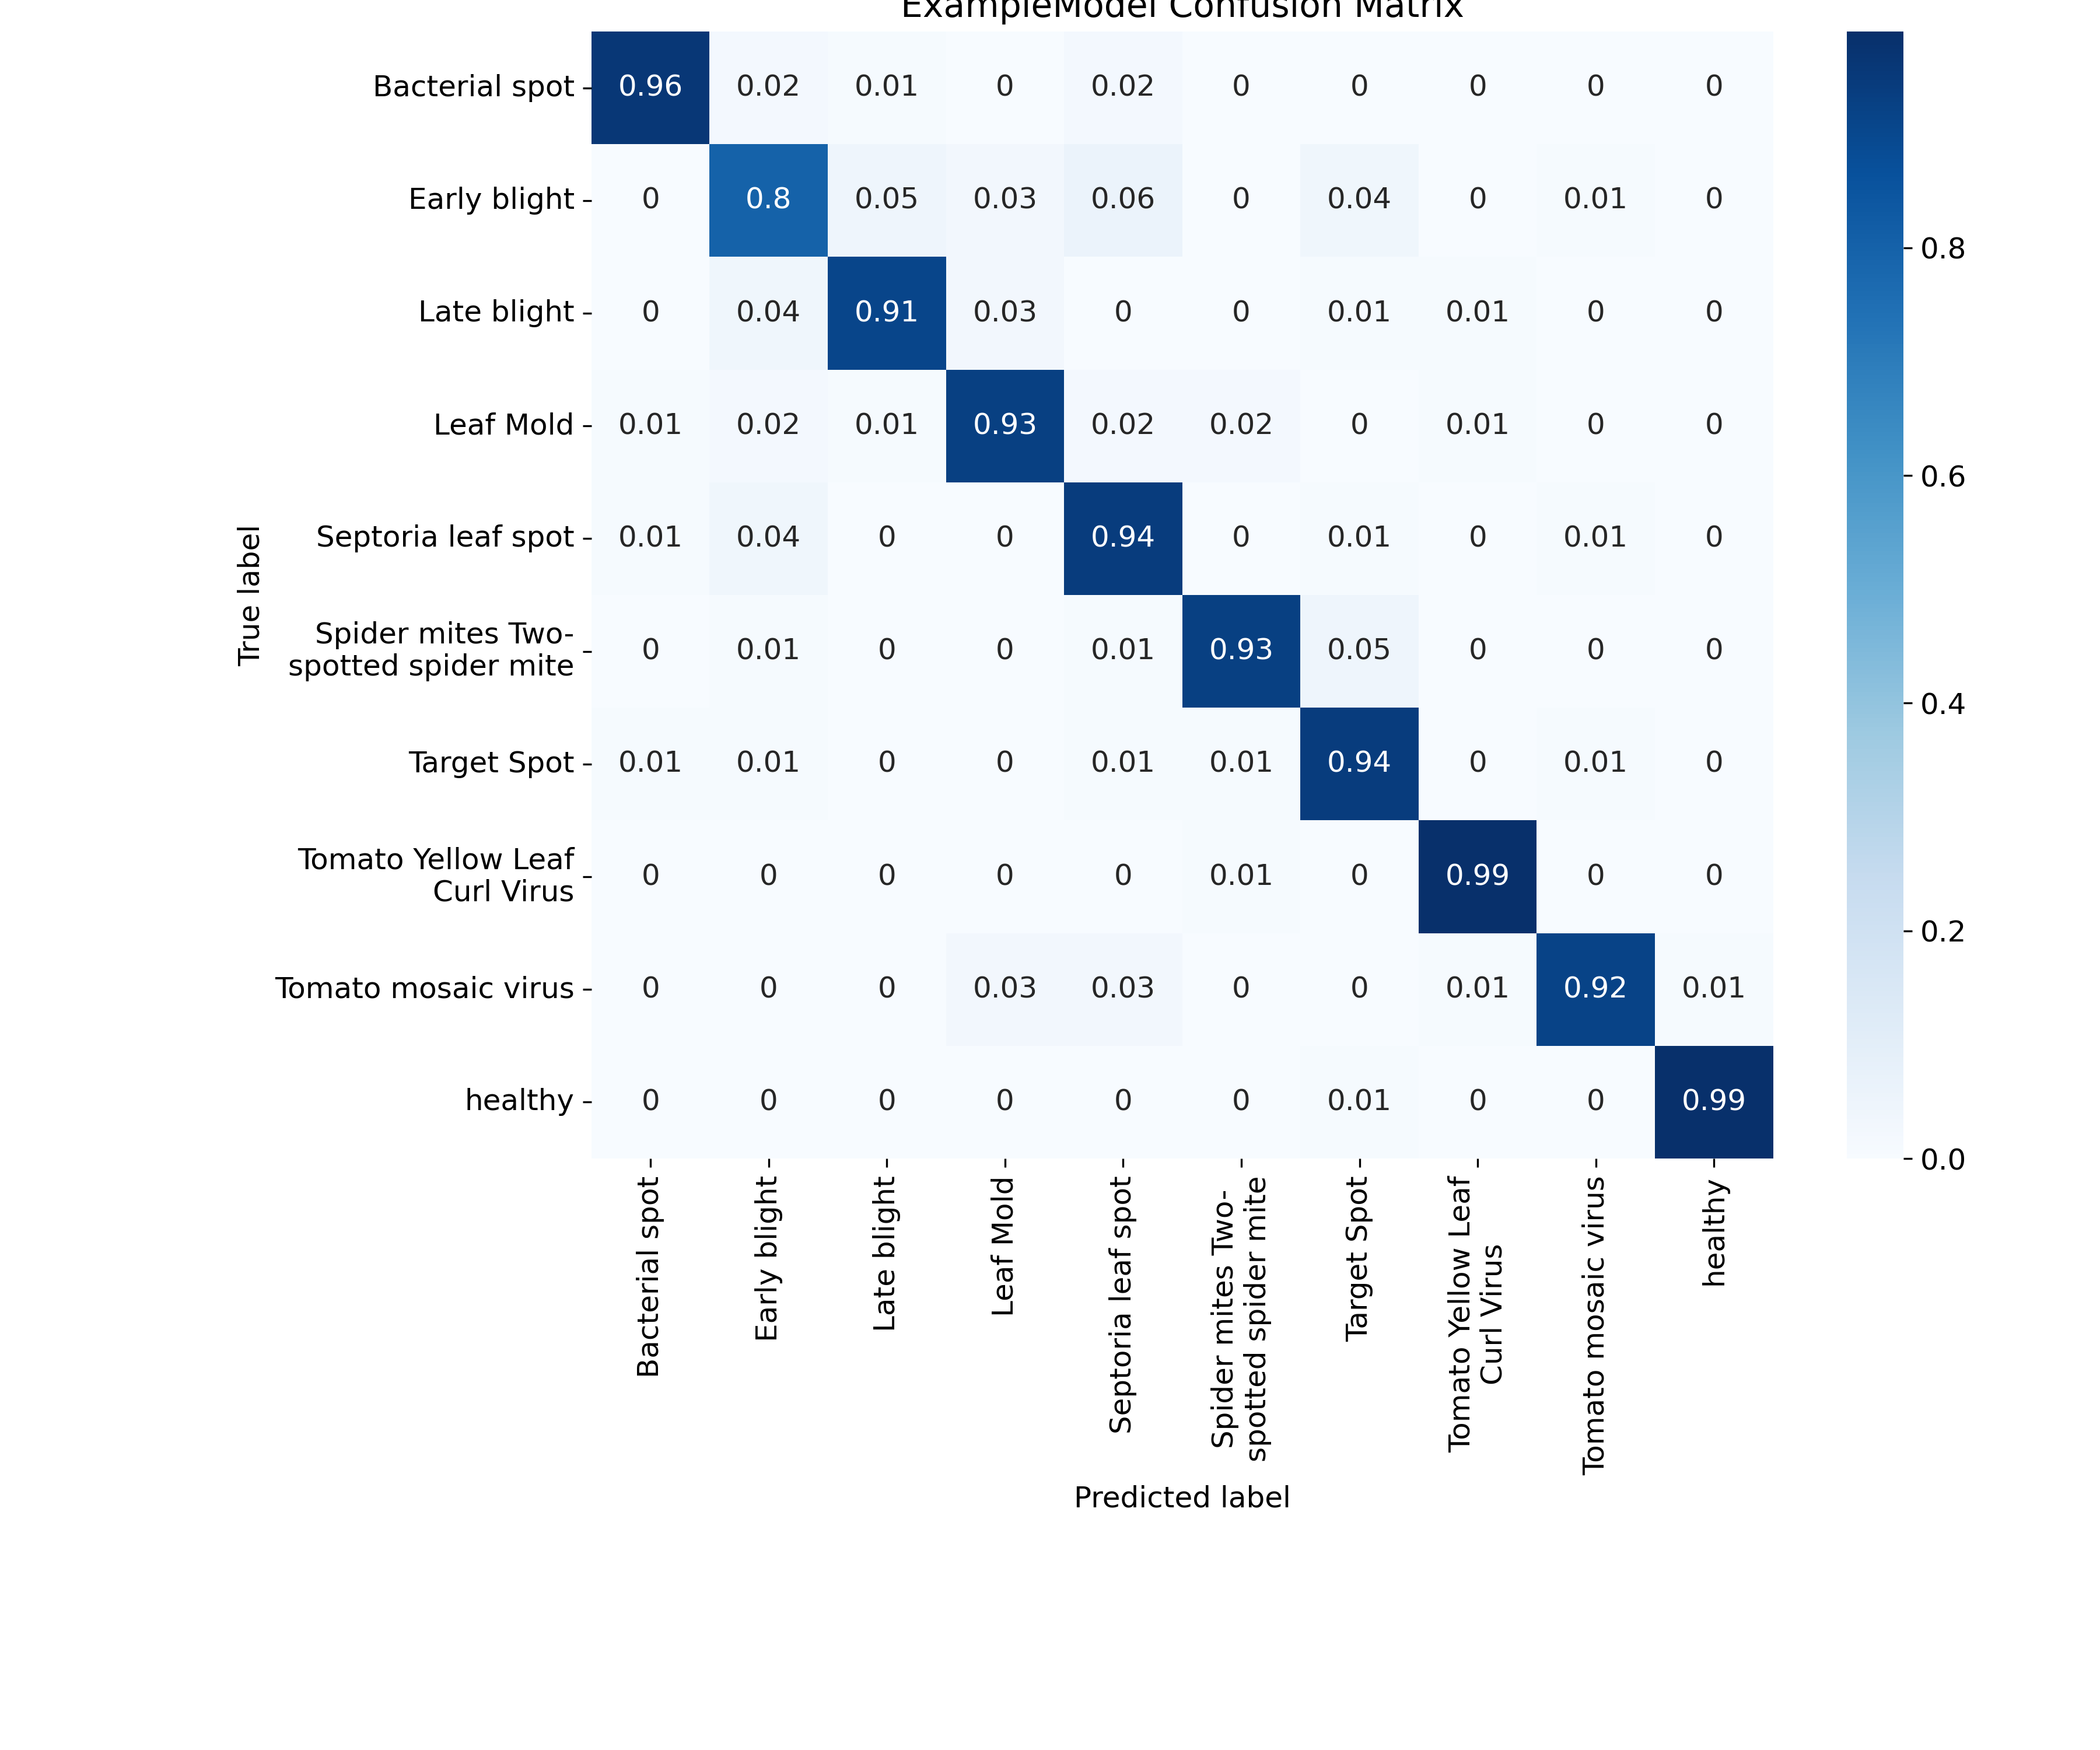 ExampleModel Confusion Matrix
Bacterial spot 0.96 0.02 0.01 0 0.02 0 0 0 0 0
Early blight 0 0.8 0.05 0.03 0.06 0 0.04 0 0.01 0
0.8
Late blight 0 0.04 0.91 0.03 0 0 0.01 0.01 0 0
Leaf Mold 0.01 0.02 0.01 0.93 0.02 0.02 0 0.01 0 0
0.6
Septoria leaf spot 0.01 0.04 0 0 0.94 0 0.01 0 0.01 0
True label
Spider mites Two-
spotted spider mite 0 0.01 0 0 0.01 0.93 0.05 0 0 0
0.4
Target Spot 0.01 0.01 0 0 0.01 0.01 0.94 0 0.01 0
Tomato Yellow Leaf
Curl Virus 0 0 0 0 0 0.01 0 0.99 0 0
0.2
Tomato mosaic virus 0 0 0 0.03 0.03 0 0 0.01 0.92 0.01
healthy 0 0 0 0 0 0 0.01 0 0 0.99
0.0
Bacterial spot
Early blight
Late blight
Leaf Mold
Septoria leaf spot
Spider mites Two-
spotted spider mite
Target Spot
Tomato Yellow Leaf
Curl Virus
Tomato mosaic virus
healthy
Predicted label